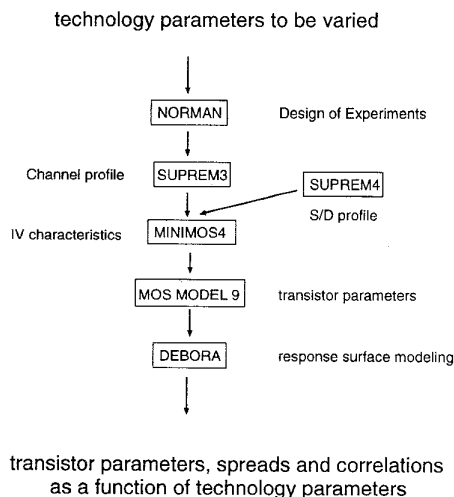 technology parameters to be varied
NORMAN
Design of Experiments
Channel profile
SUPREM3
SUPREM4
S/D profile
IV characteristics
MINIMOS4
MOS MODEL 9
transistor parameters
DEBORA
response surface modeling
transistor parameters, spreads and correlations
as a function of technology parameters